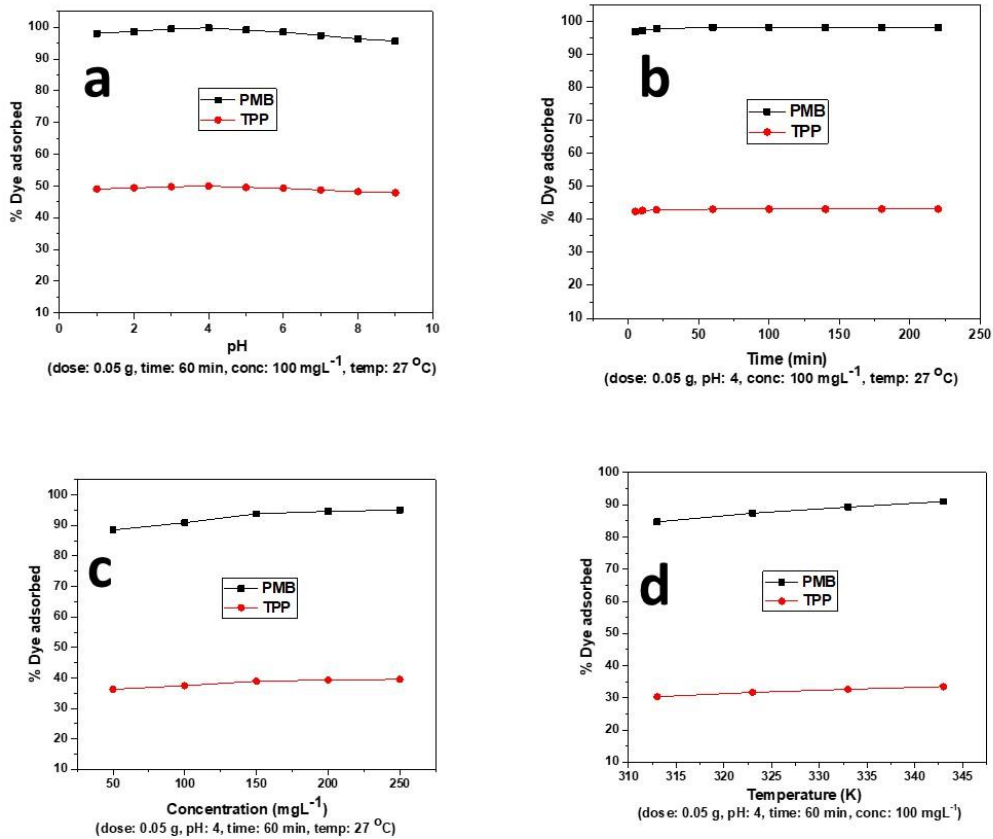 a
% Dye adsorbed
100
90
80
70
60
50
40
30
20
10
PMB
TPP
0 2 4 6 8 10
pH
(dose: 0.05 g, time: 60 min, conc: 100 mgL⁻¹, temp: 27 °C)
b
% Dye adsorbed
100
90
80
70
60
50
40
30
20
10
PMB
TPP
0 50 100 150 200 250
Time (min)
(dose: 0.05 g, pH: 4, conc: 100 mgL⁻¹, temp: 27 °C)
c
% Dye adsorbed
100
90
80
70
60
50
40
30
20
10
PMB
TPP
50 100 150 200 250
Concentration (mgL⁻¹)
(dose: 0.05 g, pH: 4, time: 60 min, temp: 27 °C)
d
% Dye adsorbed
100
90
80
70
60
50
40
30
20
10
PMB
TPP
310 315 320 325 330 335 340 345
Temperature (K)
(dose: 0.05 g, pH: 4, time: 60 min, conc: 100 mgL⁻¹)